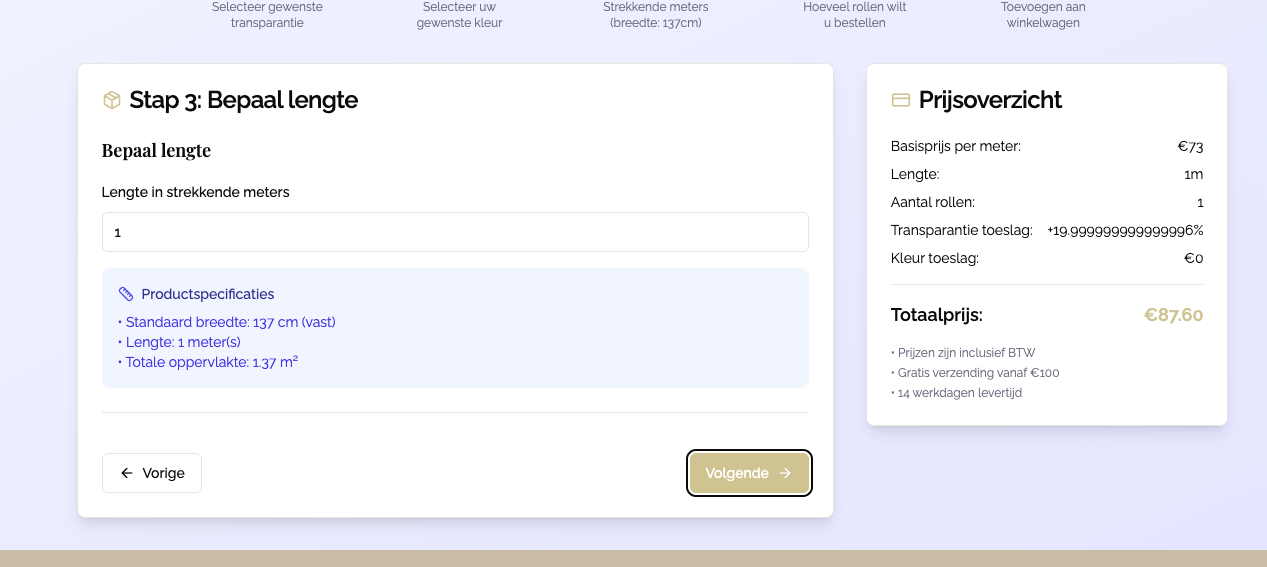 Selecteer gewenste
transparantie
Selecteer uw
gewenste kleur
Strekkende meters
(breedte: 137cm)
Hoeveel rollen wilt
u bestellen
Toevoegen aan
winkelwagen
Stap 3: Bepaal lengte
Bepaal lengte
Lengte in strekkende meters
1
Productspecificaties
• Standaard breedte: 137 cm (vast)
• Lengte: 1 meter(s)
• Totale oppervlakte: 1.37 m²
Vorige
Volgende
Prijsoverzicht
Basisprijs per meter: €73
Lengte: 1m
Aantal rollen: 1
Transparantie toeslag: +19.999999999999996%
Kleur toeslag: €0
Totaalprijs: €87.60
• Prijzen zijn inclusief BTW
• Gratis verzending vanaf €100
• 14 werkdagen levertijd